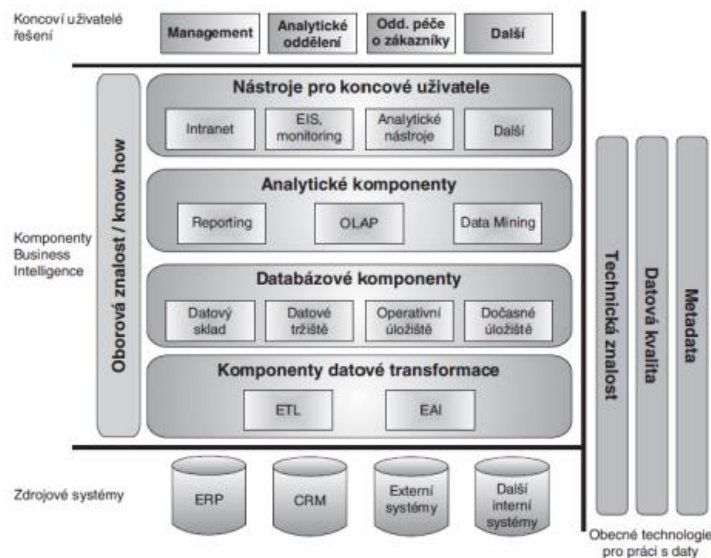 Koncoví uživatelé
řešení
Management
Analytické
oddělení
Odd. péče
o zákazníky
Další
Nástroje pro koncové uživatele
Intranet
EIS,
monitoring
Analytické
nástroje
Další
Analytické komponenty
Reporting
OLAP
Data Mining
Komponenty
Business
Intelligence
Oborová znalost / know how
Databázové komponenty
Datový
sklad
Datové
tržiště
Operativní
úložiště
Dočasné
úložiště
Komponenty datové transformace
ETL
EAI
Technická znalost
Datová kvalita
Metadata
Zdrojové systémy
ERP
CRM
Externí
systémy
Další
interní
systémy
Obecné technologie
pro práci s daty